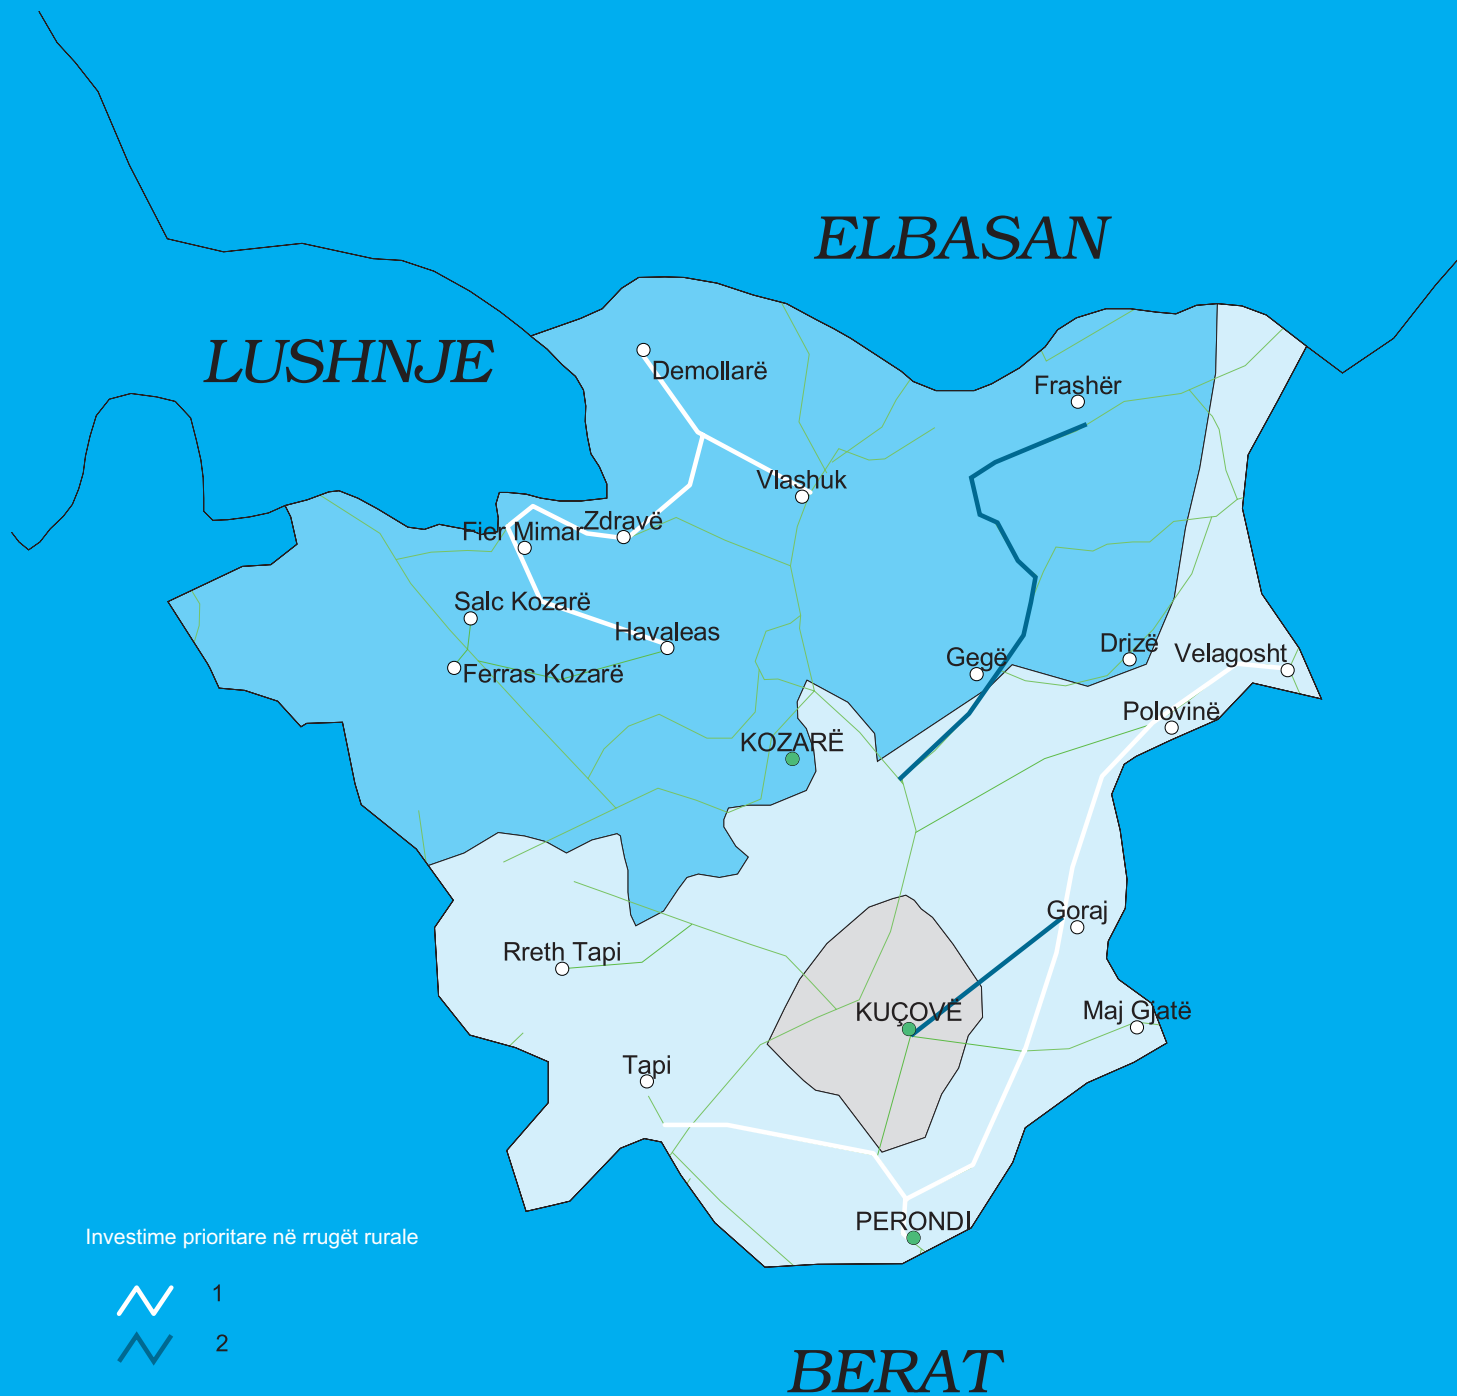 ELBASAN
LUSHNJE
Demollarë
Frashër
Vlashuk
Fier Mimar
Zdravë
Salc Kozarë
Havaleas
Ferras Kozarë
Gegë
Drizë
Velagosht
Polovinë
KOZARË
Goraj
Rreth Tapi
KUÇOVË
Maj Gjatë
Tapi
PERONDI
Investime prioritare në rrugët rurale
1
2
BERAT